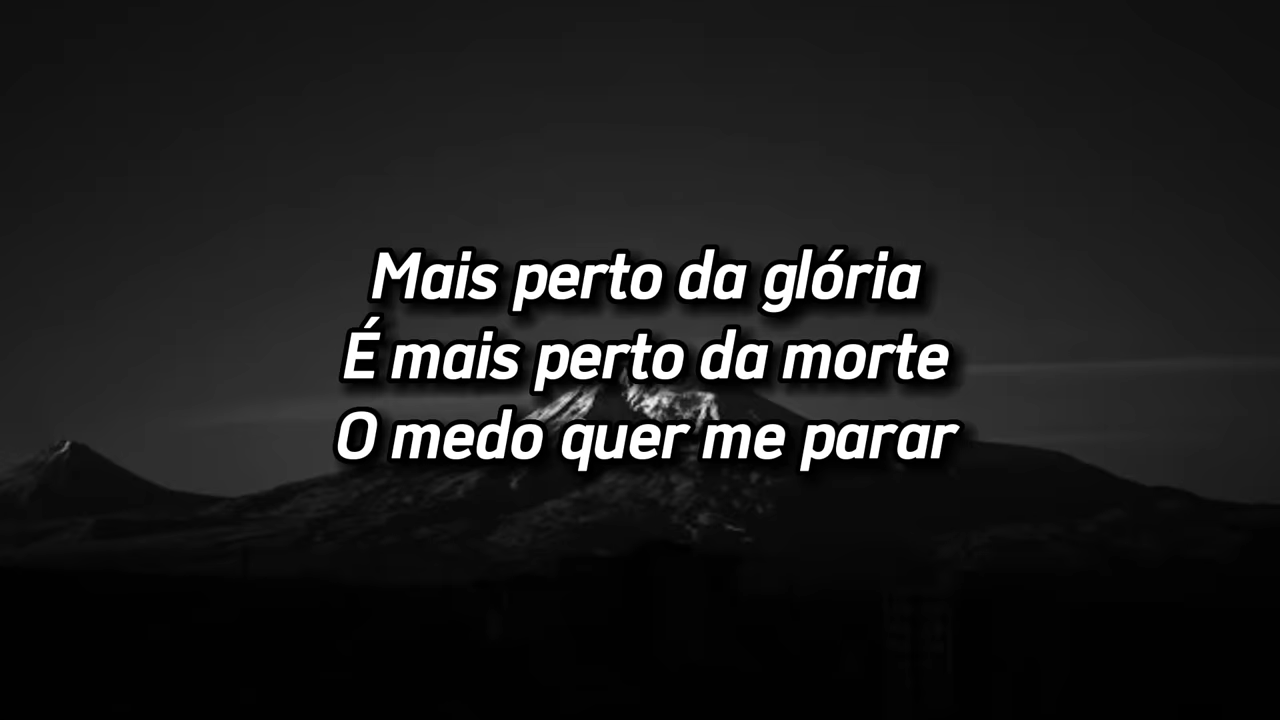 Mais perto da glória
É mais perto da morte
O medo quer me parar